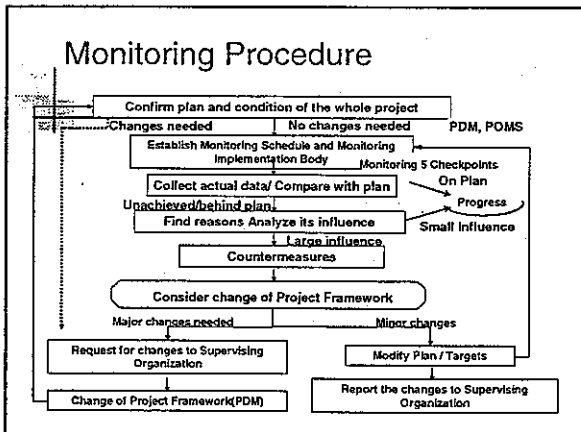 Monitoring Procedure
Confirm plan and condition of the whole project
Changes needed
No changes needed
PDM, POMS
Establish Monitoring Schedule and Monitoring
Implementation Body
Monitoring 5 Checkpoints
Collect actual data/ Compare with plan
On Plan
Unachieved/behind plan
Progress
Find reasons Analyze its influence
Small Influence
Large influence
Countermeasures
Consider change of Project Framework
Major changes needed
Minor changes
Request for changes to Supervising
Organization
Modify Plan / Targets
Change of Project Framework(PDM)
Report the changes to Supervising
Organization